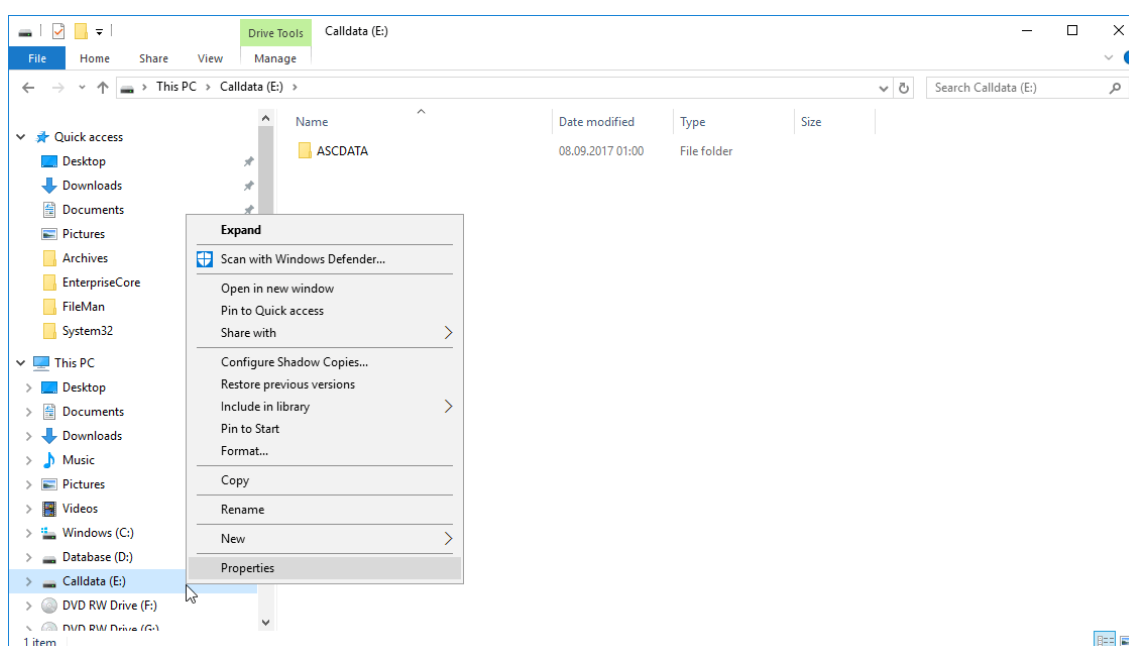 Drive Tools Calldata (E:)
File Home Share View Manage
This PC Calldata (E:)
Search Calldata (E:)
Name Date modified Type Size
ASCDATA 08.09.2017 01:00 File folder
Quick access
Desktop
Downloads
Documents
Pictures
Archives
EnterpriseCore
FileMan
System32
This PC
Desktop
Documents
Downloads
Music
Pictures
Videos
Windows (C:)
Database (D:)
Calldata (E:)
DVD RW Drive (F:)
DVD RW Drive (G:)
1 item
Expand
Scan with Windows Defender...
Open in new window
Pin to Quick access
Share with
Configure Shadow Copies...
Restore previous versions
Include in library
Pin to Start
Format...
Copy
Rename
New
Properties